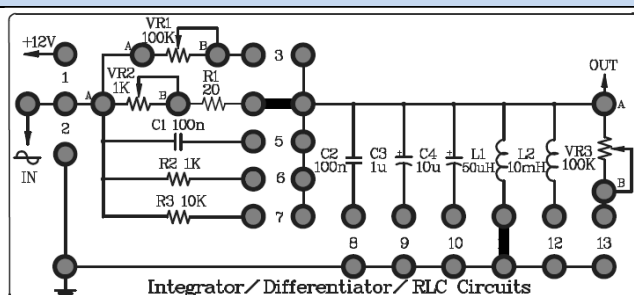 +12V
VR1
100K
A
B
3
OUT
1
VR2
1K
R1
20
A
B
A
2
C1 100n
5
C2
100n
C3
1u
C4
10u
L1
50uH
L2
10mH
VR3
100K
IN
R2 1K
6
B
R3 10K
7
8
9
10
12
13
Integrator/Differentiator/RLC Circuits